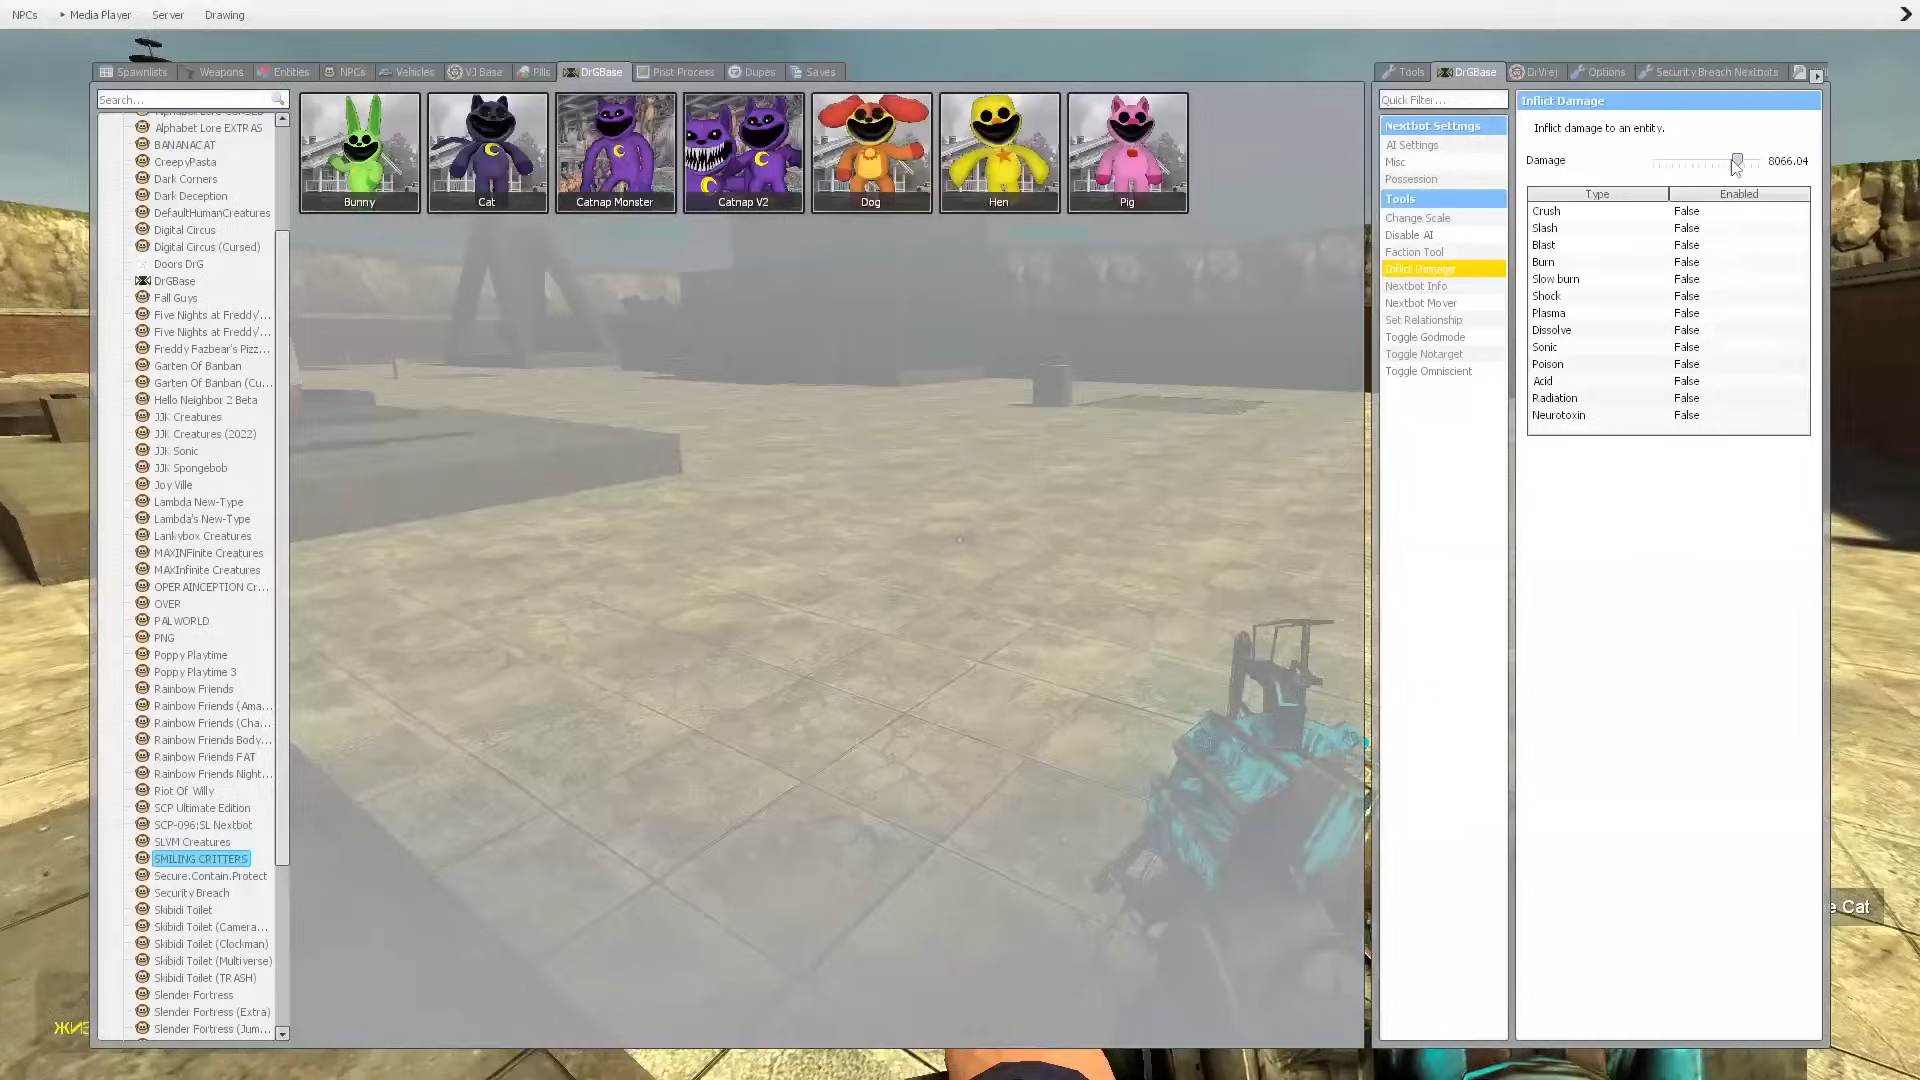 NPCs Media Player Server Drawing
Spawnlists Weapons Entities NPCs Vehicles VJ Base Pills DrGBase Post Process Dupes Saves
Tools DrGBase DrVrej Options Security Breach Nextbots
Search...
Alphabet Lore CURSED
Alphabet Lore EXTRAS
BANANACAT
CreepyPasta
Dark Corners
Dark Deception
DefaultHumanCreatures
Digital Circus
Digital Circus (Cursed)
Doors DrG
DrGBase
Fall Guys
Five Nights at Freddy'...
Five Nights at Freddy'...
Freddy Fazbear's Pizz...
Garten Of Banban
Garten Of Banban (Cu...
Hello Neighbor 2 Beta
JJK Creatures
JJK Creatures (2022)
JJK Sonic
JJK Spongebob
Joy Ville
Lambda New-Type
Lambda's New-Type
Lankybox Creatures
MAXINFinite Creatures
MAXInfinite Creatures
OPERAINCEPTION Cr...
OVER
PALWORLD
PNG
Poppy Playtime
Poppy Playtime 3
Rainbow Friends
Rainbow Friends (Ama...
Rainbow Friends (Cha...
Rainbow Friends Body...
Rainbow Friends FAT
Rainbow Friends Night...
Riot Of Willy
SCP Ultimate Edition
SCP-096:SL Nextbot
SLVM Creatures
SMILING CRITTERS
Secure.Contain.Protect
Security Breach
Skibidi Toilet
Skibidi Toilet (Camera...
Skibidi Toilet (Clockman)
Skibidi Toilet (Multiverse)
Skibidi Toilet (TRASH)
Slender Fortress
Slender Fortress (Extra)
Slender Fortress (Jum...
Bunny Cat Catnap Monster Catnap V2 Dog Hen Pig
Quick Filter...
Nextbot Settings
AI Settings
Misc
Possession
Tools
Change Scale
Disable AI
Faction Tool
Inflict Damage
Nextbot Info
Nextbot Mover
Set Relationship
Toggle Godmode
Toggle Notarget
Toggle Omniscient
Inflict Damage
Inflict damage to an entity.
Damage 8066.04
Type Enabled
Crush False
Slash False
Blast False
Burn False
Slow burn False
Shock False
Plasma False
Dissolve False
Sonic False
Poison False
Acid False
Radiation False
Neurotoxin False
e Cat
ЖИЗ